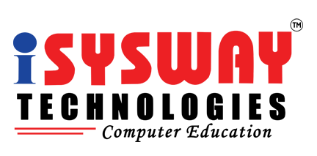 iSYSWAY™
TECHNOLOGIES
Computer Education